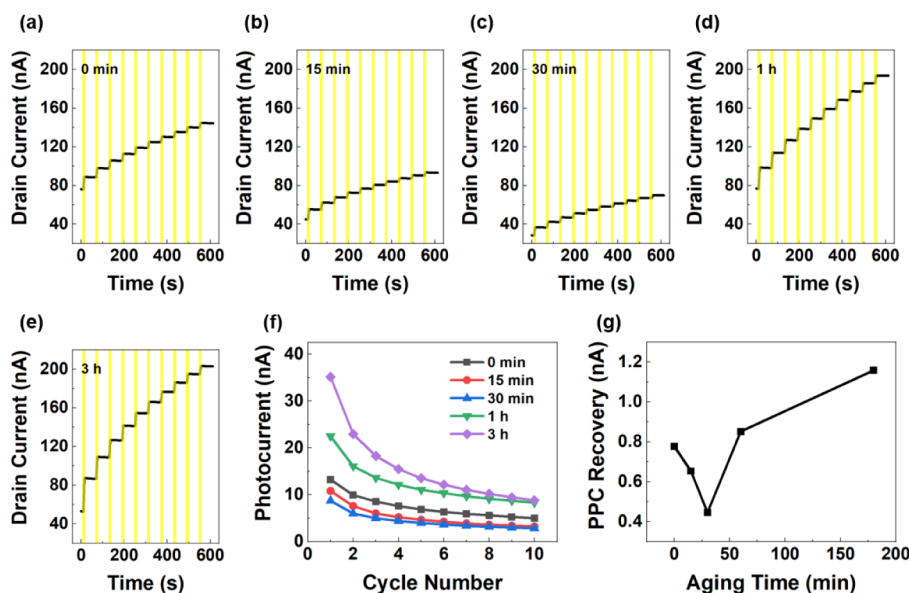 (a)
0 min
200
160
120
80
40
Drain Current (nA)
0 200 400 600
Time (s)
(b)
15 min
200
160
120
80
40
Drain Current (nA)
0 200 400 600
Time (s)
(c)
30 min
200
160
120
80
40
Drain Current (nA)
0 200 400 600
Time (s)
(d)
1 h
200
160
120
80
40
Drain Current (nA)
0 200 400 600
Time (s)
(e)
3 h
200
160
120
80
40
Drain Current (nA)
0 200 400 600
Time (s)
(f)
40
30
20
10
0
Photocurrent (nA)
0 min
15 min
30 min
1 h
3 h
0 2 4 6 8 10
Cycle Number
(g)
1.2
1.0
0.8
0.6
0.4
PPC Recovery (nA)
0 50 100 150 200
Aging Time (min)